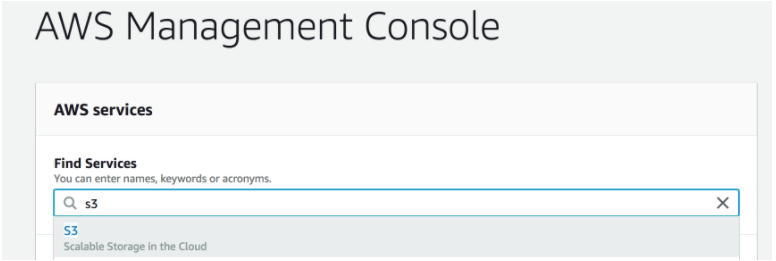 AWS Management Console
AWS services
Find Services
You can enter names, keywords or acronyms.
s3
S3
Scalable Storage in the Cloud